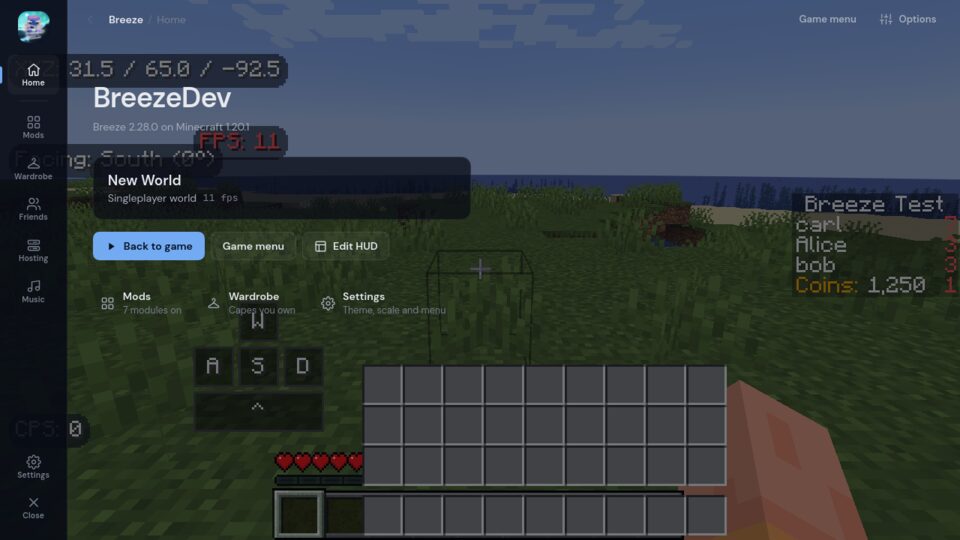 Breeze / Home
Game menu
Options
XYZ: 31.5 / 65.0 / -92.5
Home
BreezeDev
Breeze 2.28.0 on Minecraft 1.20.1
Mods
FPS: 11
Facing: South (0°)
Wardrobe
New World
Singleplayer world 11 fps
Friends
Breeze Test
carl
Alice 3
bob 3
Coins: 1,250 1
Back to game
Game menu
Edit HUD
Hosting
Music
Mods
7 modules on
Wardrobe
Capes you own
Settings
Theme, scale and menu
W
A S D
^
CPS: 0
Settings
Close